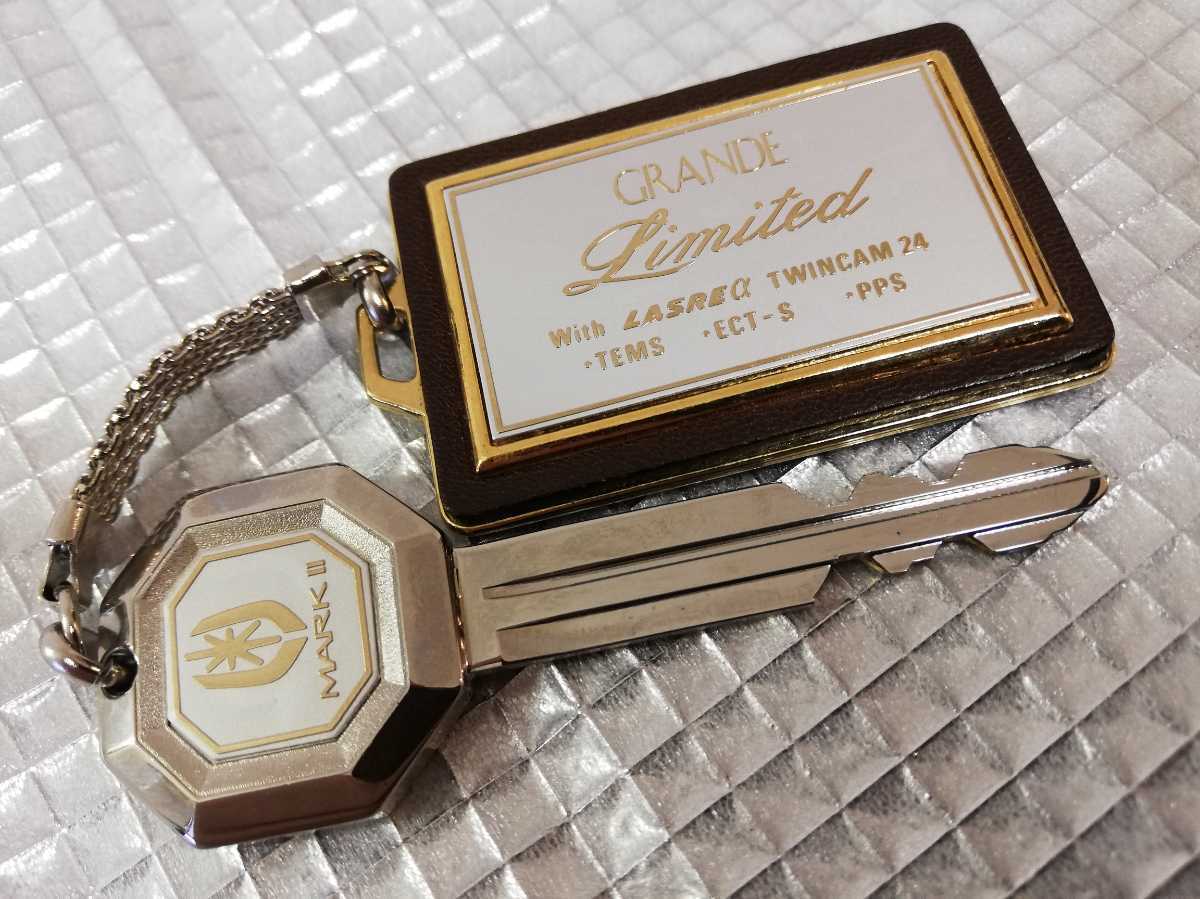 GRANDE
Limited
With LASREα TWINCAM 24
•TEMS •ECT-S •PPS
MARK II